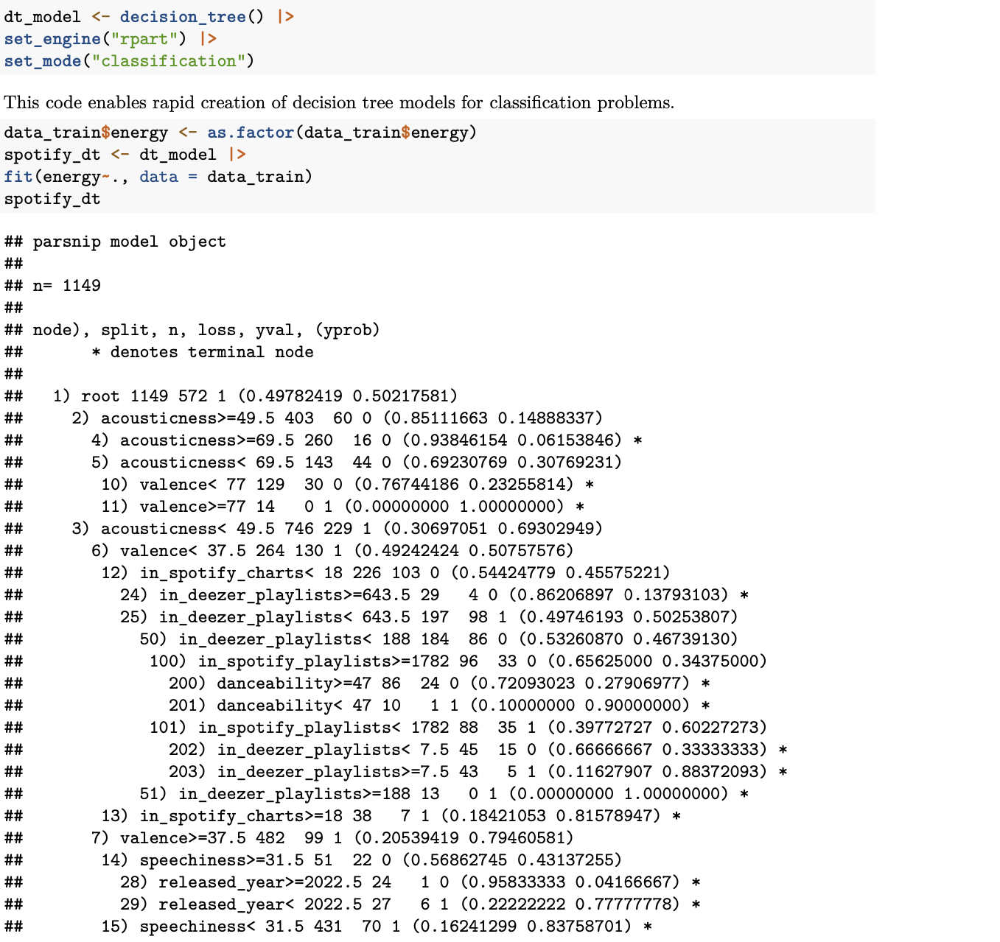 dt_model <- decision_tree() |>
set_engine("rpart") |>
set_mode("classification")
This code enables rapid creation of decision tree models for classification problems.
data_train$energy <- as.factor(data_train$energy)
spotify_dt <- dt_model |>
fit(energy~., data = data_train)
spotify_dt
## parsnip model object
##
## n= 1149
##
## node), split, n, loss, yval, (yprob)
##       * denotes terminal node
##
##   1) root 1149 572 1 (0.49782419 0.50217581)
##     2) acousticness>=49.5 403  60 0 (0.85111663 0.14888337)
##       4) acousticness>=69.5 260  16 0 (0.93846154 0.06153846) *
##       5) acousticness< 69.5 143  44 0 (0.69230769 0.30769231)
##        10) valence< 77 129  30 0 (0.76744186 0.23255814) *
##        11) valence>=77 14   0 1 (0.00000000 1.00000000) *
##     3) acousticness< 49.5 746 229 1 (0.30697051 0.69302949)
##       6) valence< 37.5 264 130 1 (0.49242424 0.50757576)
##        12) in_spotify_charts< 18 226 103 0 (0.54424779 0.45575221)
##          24) in_deezer_playlists>=643.5 29   4 0 (0.86206897 0.13793103) *
##          25) in_deezer_playlists< 643.5 197  98 1 (0.49746193 0.50253807)
##            50) in_deezer_playlists< 188 184  86 0 (0.53260870 0.46739130)
##             100) in_spotify_playlists>=1782 96  33 0 (0.65625000 0.34375000)
##               200) danceability>=47 86  24 0 (0.72093023 0.27906977) *
##               201) danceability< 47 10   1 1 (0.10000000 0.90000000) *
##             101) in_spotify_playlists< 1782 88  35 1 (0.39772727 0.60227273)
##               202) in_deezer_playlists< 7.5 45  15 0 (0.66666667 0.33333333) *
##               203) in_deezer_playlists>=7.5 43   5 1 (0.11627907 0.88372093) *
##            51) in_deezer_playlists>=188 13   0 1 (0.00000000 1.00000000) *
##        13) in_spotify_charts>=18 38   7 1 (0.18421053 0.81578947) *
##       7) valence>=37.5 482  99 1 (0.20539419 0.79460581)
##        14) speechiness>=31.5 51  22 0 (0.56862745 0.43137255)
##          28) released_year>=2022.5 24   1 0 (0.95833333 0.04166667) *
##          29) released_year< 2022.5 27   6 1 (0.22222222 0.77777778) *
##        15) speechiness< 31.5 431  70 1 (0.16241299 0.83758701) *